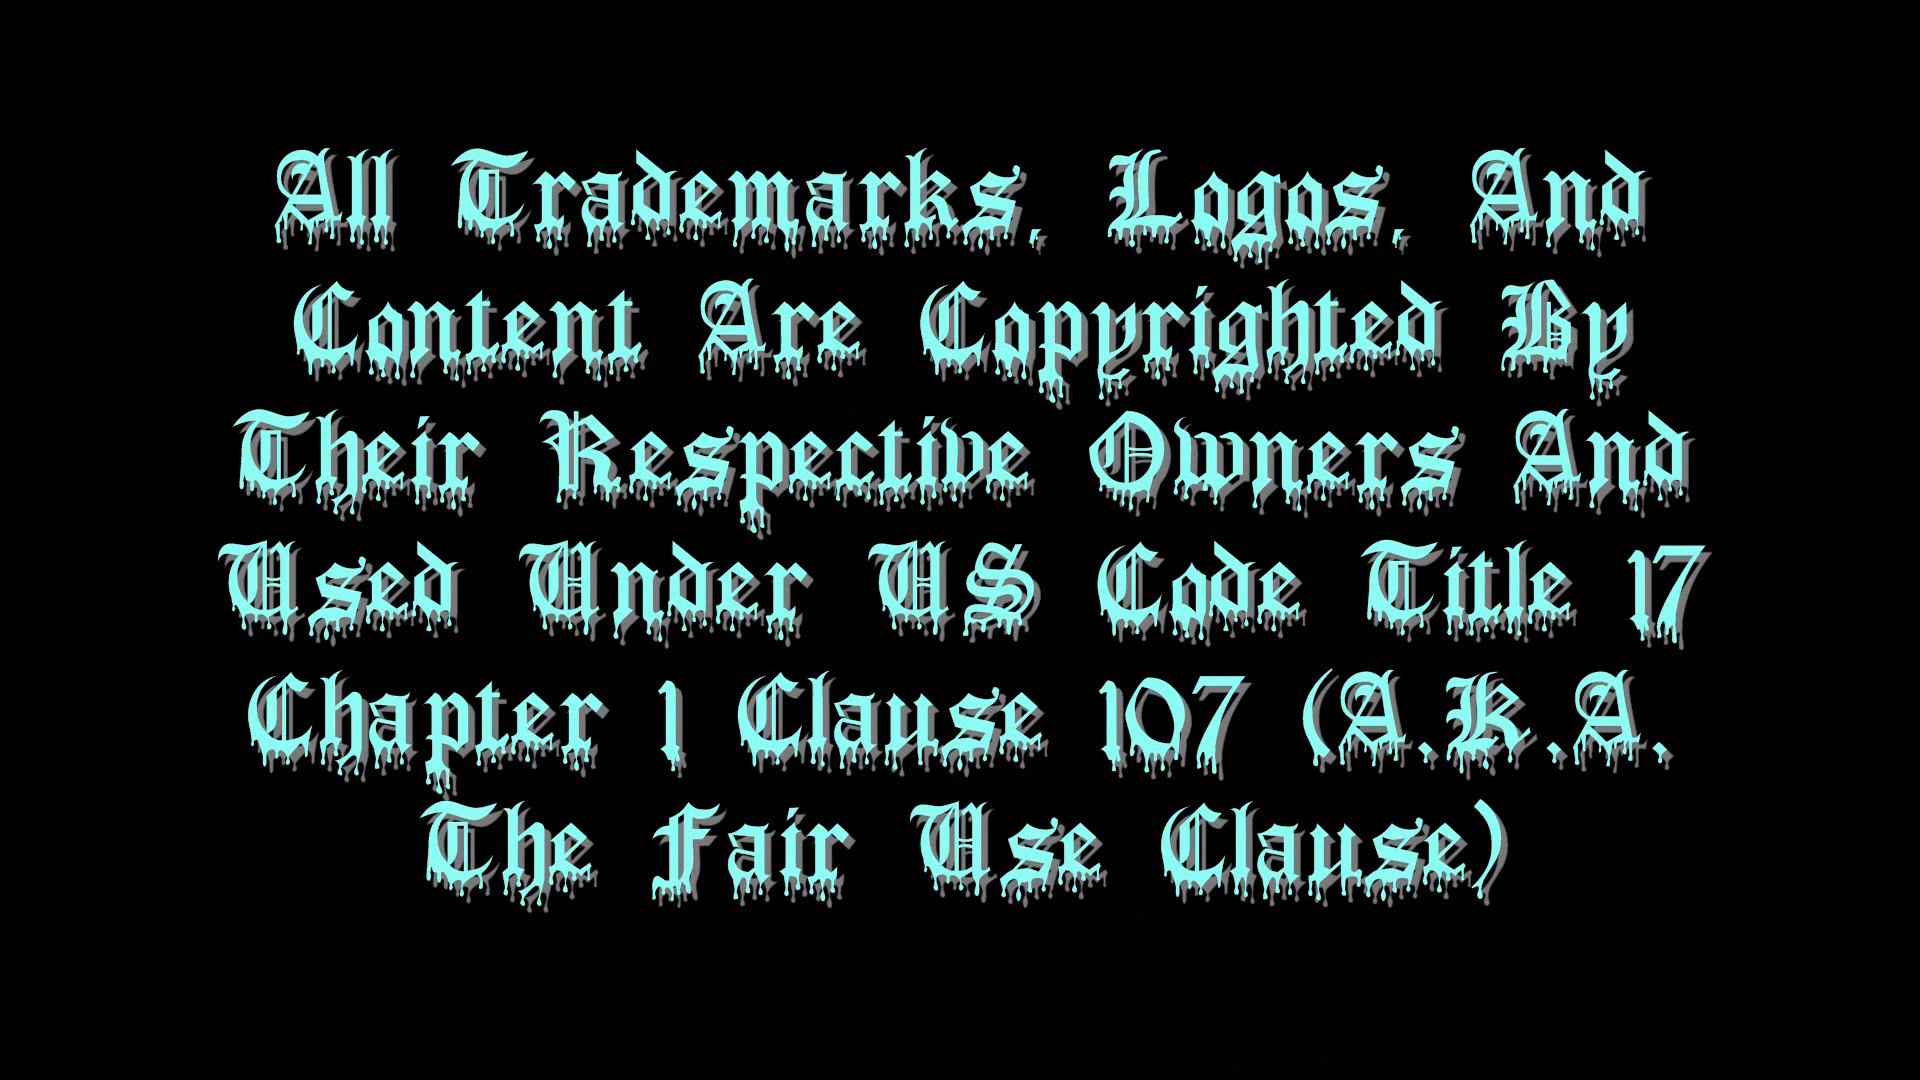 All Trademarks, Logos, And
Content Are Copyrighted By
Their Respective Owners And
Used Under US Code Title 17
Chapter 1 Clause 107 (A.K.A.
The Fair Use Clause)